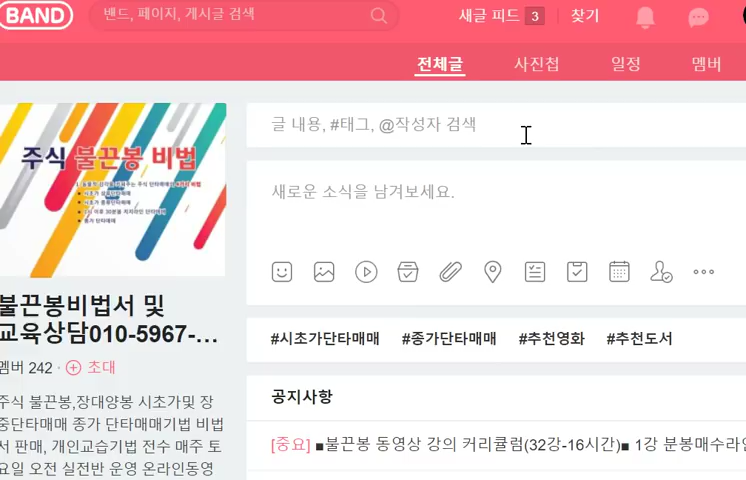 BAND
밴드, 페이지, 게시글 검색
새글 피드 3
찾기
전체글
사진첩
일정
멤버
글 내용, #태그, @작성자 검색
주식 불끈봉 비법
새로운 소식을 남겨보세요.
불끈봉비법서 및
교육상담010-5967-...
멤버 242 · 초대
#시초가단타매매 #종가단타매매 #추천영화 #추천도서
주식 불끈봉,장대양봉 시초가및 장
중단타매매 종가 단타매매기법 비법
서 판매, 개인교습기법 전수 매주 토
요일 오전 실전반 운영 온라인동영
공지사항
[중요] ■불끈봉 동영상 강의 커리큘럼(32강-16시간)■ 1강 분봉매수라인